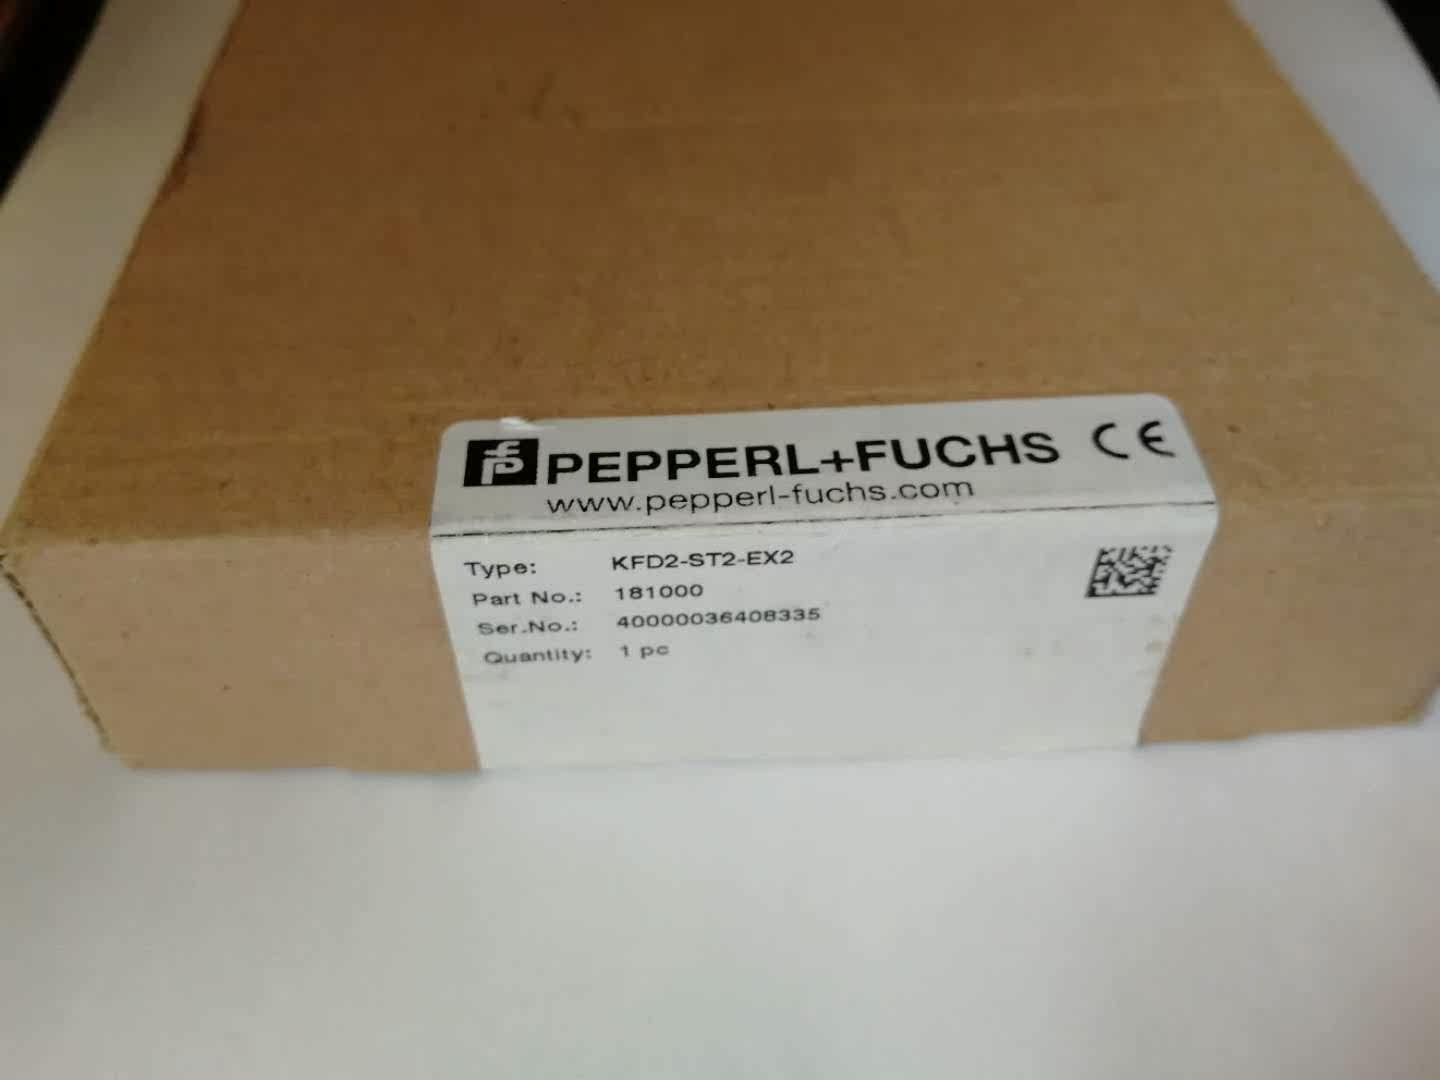 PEPPERL+FUCHS CE
www.pepperl-fuchs.com
Type: KFD2-ST2-EX2
Part No.: 181000
Ser.No.: 40000036408335
Quantity: 1 pc